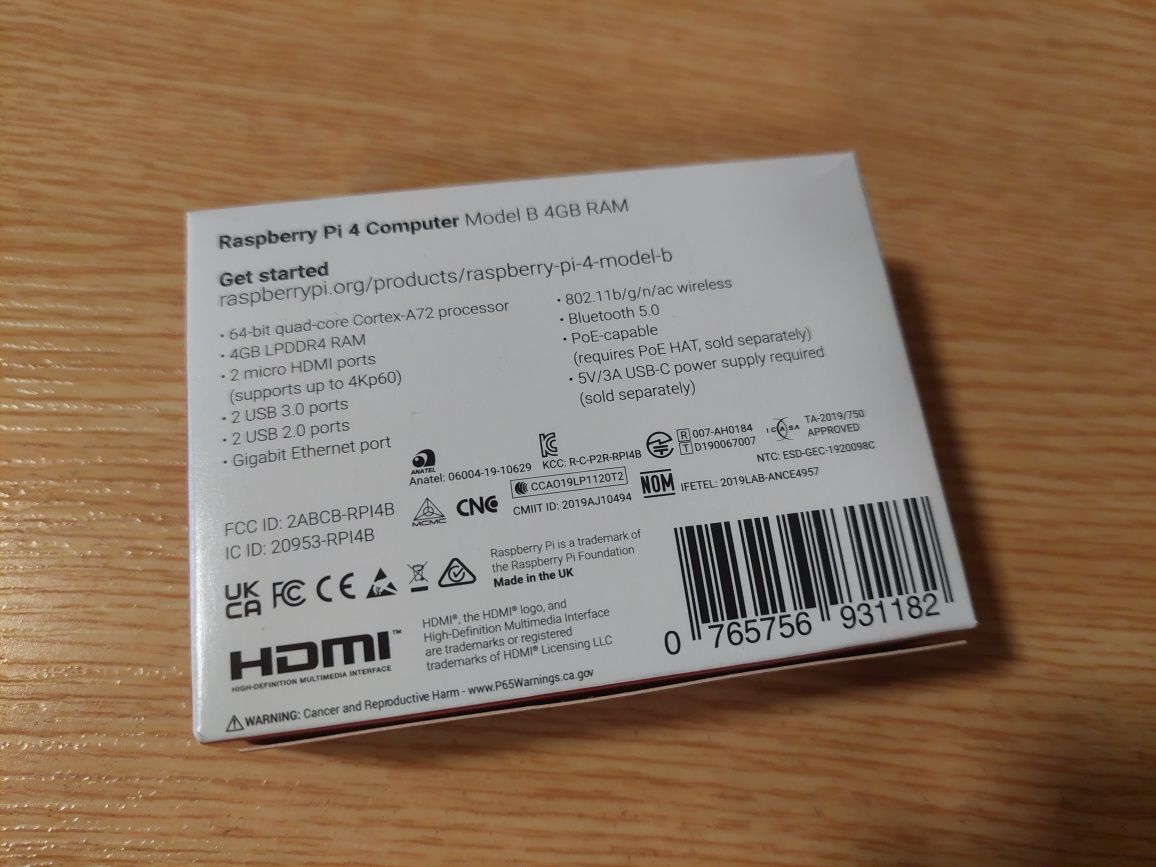 Raspberry Pi 4 Computer Model B 4GB RAM
Get started
raspberrypi.org/products/raspberry-pi-4-model-b
• 64-bit quad-core Cortex-A72 processor
• 4GB LPDDR4 RAM
• 2 micro HDMI ports
(supports up to 4Kp60)
• 2 USB 3.0 ports
• 2 USB 2.0 ports
• Gigabit Ethernet port
• 802.11b/g/n/ac wireless
• Bluetooth 5.0
• PoE-capable
(requires PoE HAT, sold separately)
• 5V/3A USB-C power supply required
(sold separately)
ANATEL
Anatel: 06004-19-10629
KCC: R-C-P2R-RPI4B
R 007-AH0184
T D190067007
ICASA
TA-2019/750
APPROVED
NTC: ESD-GEC-1920098C
FCC ID: 2ABCB-RPI4B
IC ID: 20953-RPI4B
MCMC
CNC
CCAO19LP1120T2
CMIIT ID: 2019AJ10494
NOM
IFETEL: 2019LAB-ANCE4957
UK
CA
FC
CE
Raspberry Pi is a trademark of
the Raspberry Pi Foundation
Made in the UK
HDMI™
HIGH-DEFINITION MULTIMEDIA INTERFACE
HDMI®, the HDMI® logo, and
High-Definition Multimedia Interface
are trademarks or registered
trademarks of HDMI® Licensing LLC
0 765756 931182
WARNING: Cancer and Reproductive Harm - www.P65Warnings.ca.gov